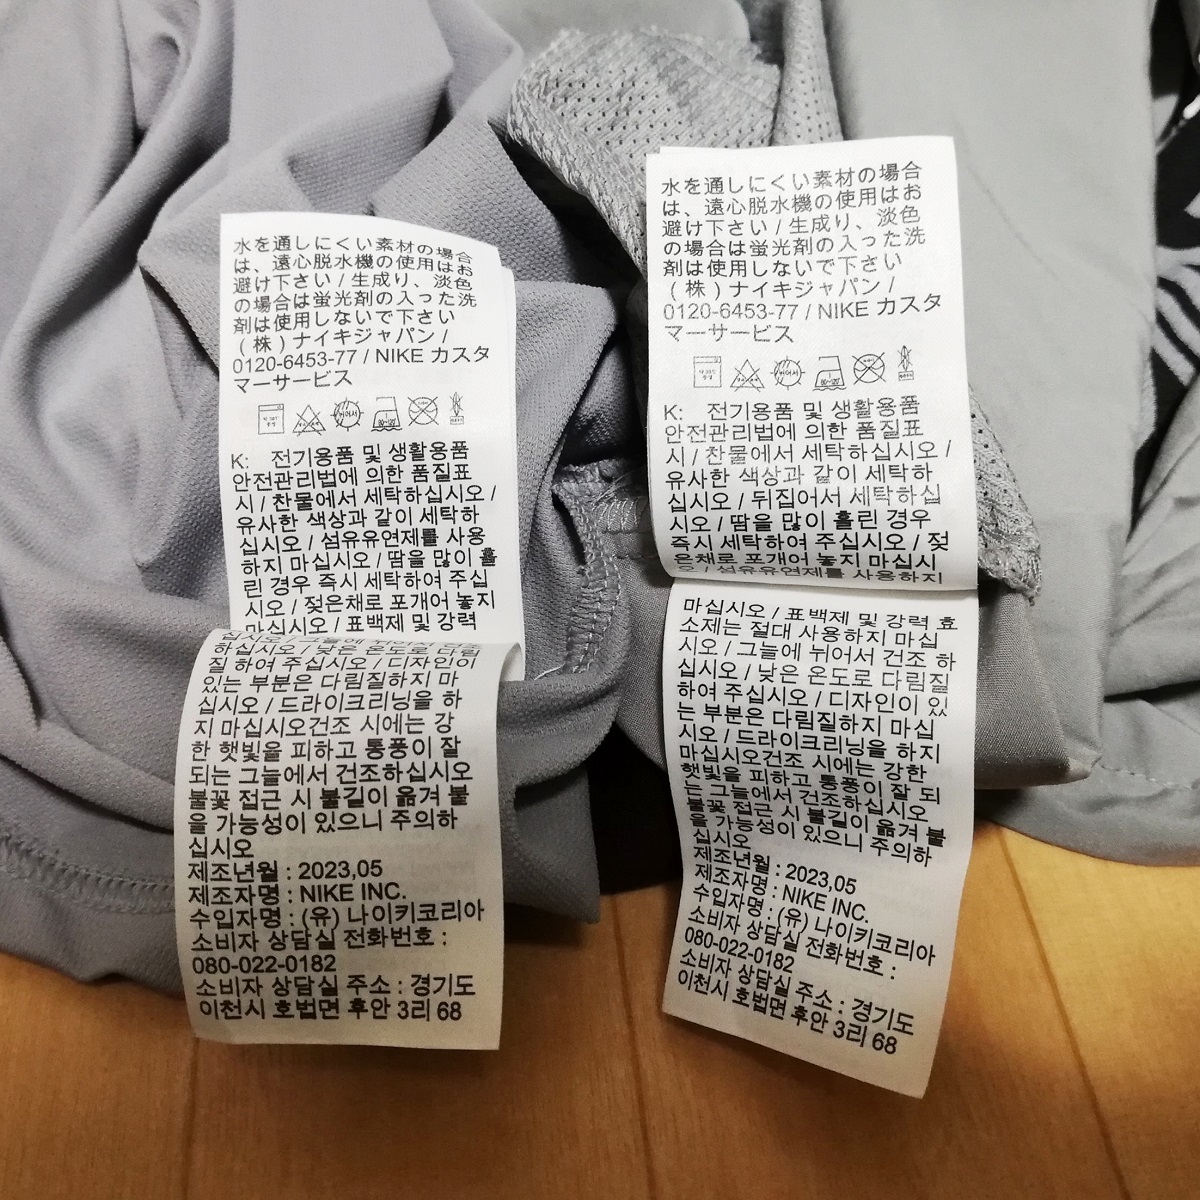 水を通しにくい素材の場合
は、遠心脱水機の使用はお
避け下さい / 生成り、淡色
の場合は蛍光剤の入った洗
剤は使用しないで下さい
( 株 ) ナイキジャパン /
0120-6453-77 / NIKE カスタ
マーサービス
K: 전기용품 및 생활용품
안전관리법에 의한 품질표
시 / 찬물에서 세탁하십시오 /
유사한 색상과 같이 세탁하
십시오 / 섬유유연제를 사용
하지 마십시오 / 땀을 많이 흘
린 경우 즉시 세탁하여 주십
시오 / 젖은채로 포개어 놓지
마십시오 / 표백제 및 강력
십시오 / 그늘에 뒤어서 건조
하십시오 / 낮은 온도로 다림
질 하여 주십시오 / 디자인이
있는 부분은 다림질하지 마
십시오 / 드라이크리닝을 하
지 마십시오건조 시에는 강
한 햇빛을 피하고 통풍이 잘
되는 그늘에서 건조하십시오
불꽃 접근 시 불길이 옮겨 붙
을 가능성이 있으니 주의하
십시오
제조년월 : 2023,05
제조자명 : NIKE INC.
수입자명 : (유) 나이키코리아
소비자 상담실 전화번호 :
080-022-0182
소비자 상담실 주소 : 경기도
이천시 호법면 후안 3리 68
水を通しにくい素材の場合
は、遠心脱水機の使用はお
避け下さい / 生成り、淡色
の場合は蛍光剤の入った洗
剤は使用しないで下さい
( 株 ) ナイキジャパン /
0120-6453-77 / NIKE カスタ
マーサービス
K: 전기용품 및 생활용품
안전관리법에 의한 품질표
시 / 찬물에서 세탁하십시오 /
유사한 색상과 같이 세탁하
십시오 / 뒤집어서 세탁하십
시오 / 땀을 많이 흘린 경우
즉시 세탁하여 주십시오 / 젖
은채로 포개어 놓지 마십시
오 / 섬유유연제를 사용하지
마십시오 / 표백제 및 강력 효
소제는 절대 사용하지 마십
시오 / 그늘에 뒤어서 건조 하
십시오 / 낮은 온도로 다림질
하여 주십시오 / 디자인이 있
는 부분은 다림질하지 마십
시오 / 드라이크리닝을 하지
마십시오건조 시에는 강한
햇빛을 피하고 통풍이 잘 되
는 그늘에서 건조하십시오
불꽃 접근 시 불길이 옮겨 붙
을 가능성이 있으니 주의하
십시오
제조년월 : 2023,05
제조자명 : NIKE INC.
수입자명 : (유) 나이키코리아
소비자 상담실 전화번호 :
080-022-0182
소비자 상담실 주소 : 경기도
이천시 호법면 후안 3리 68